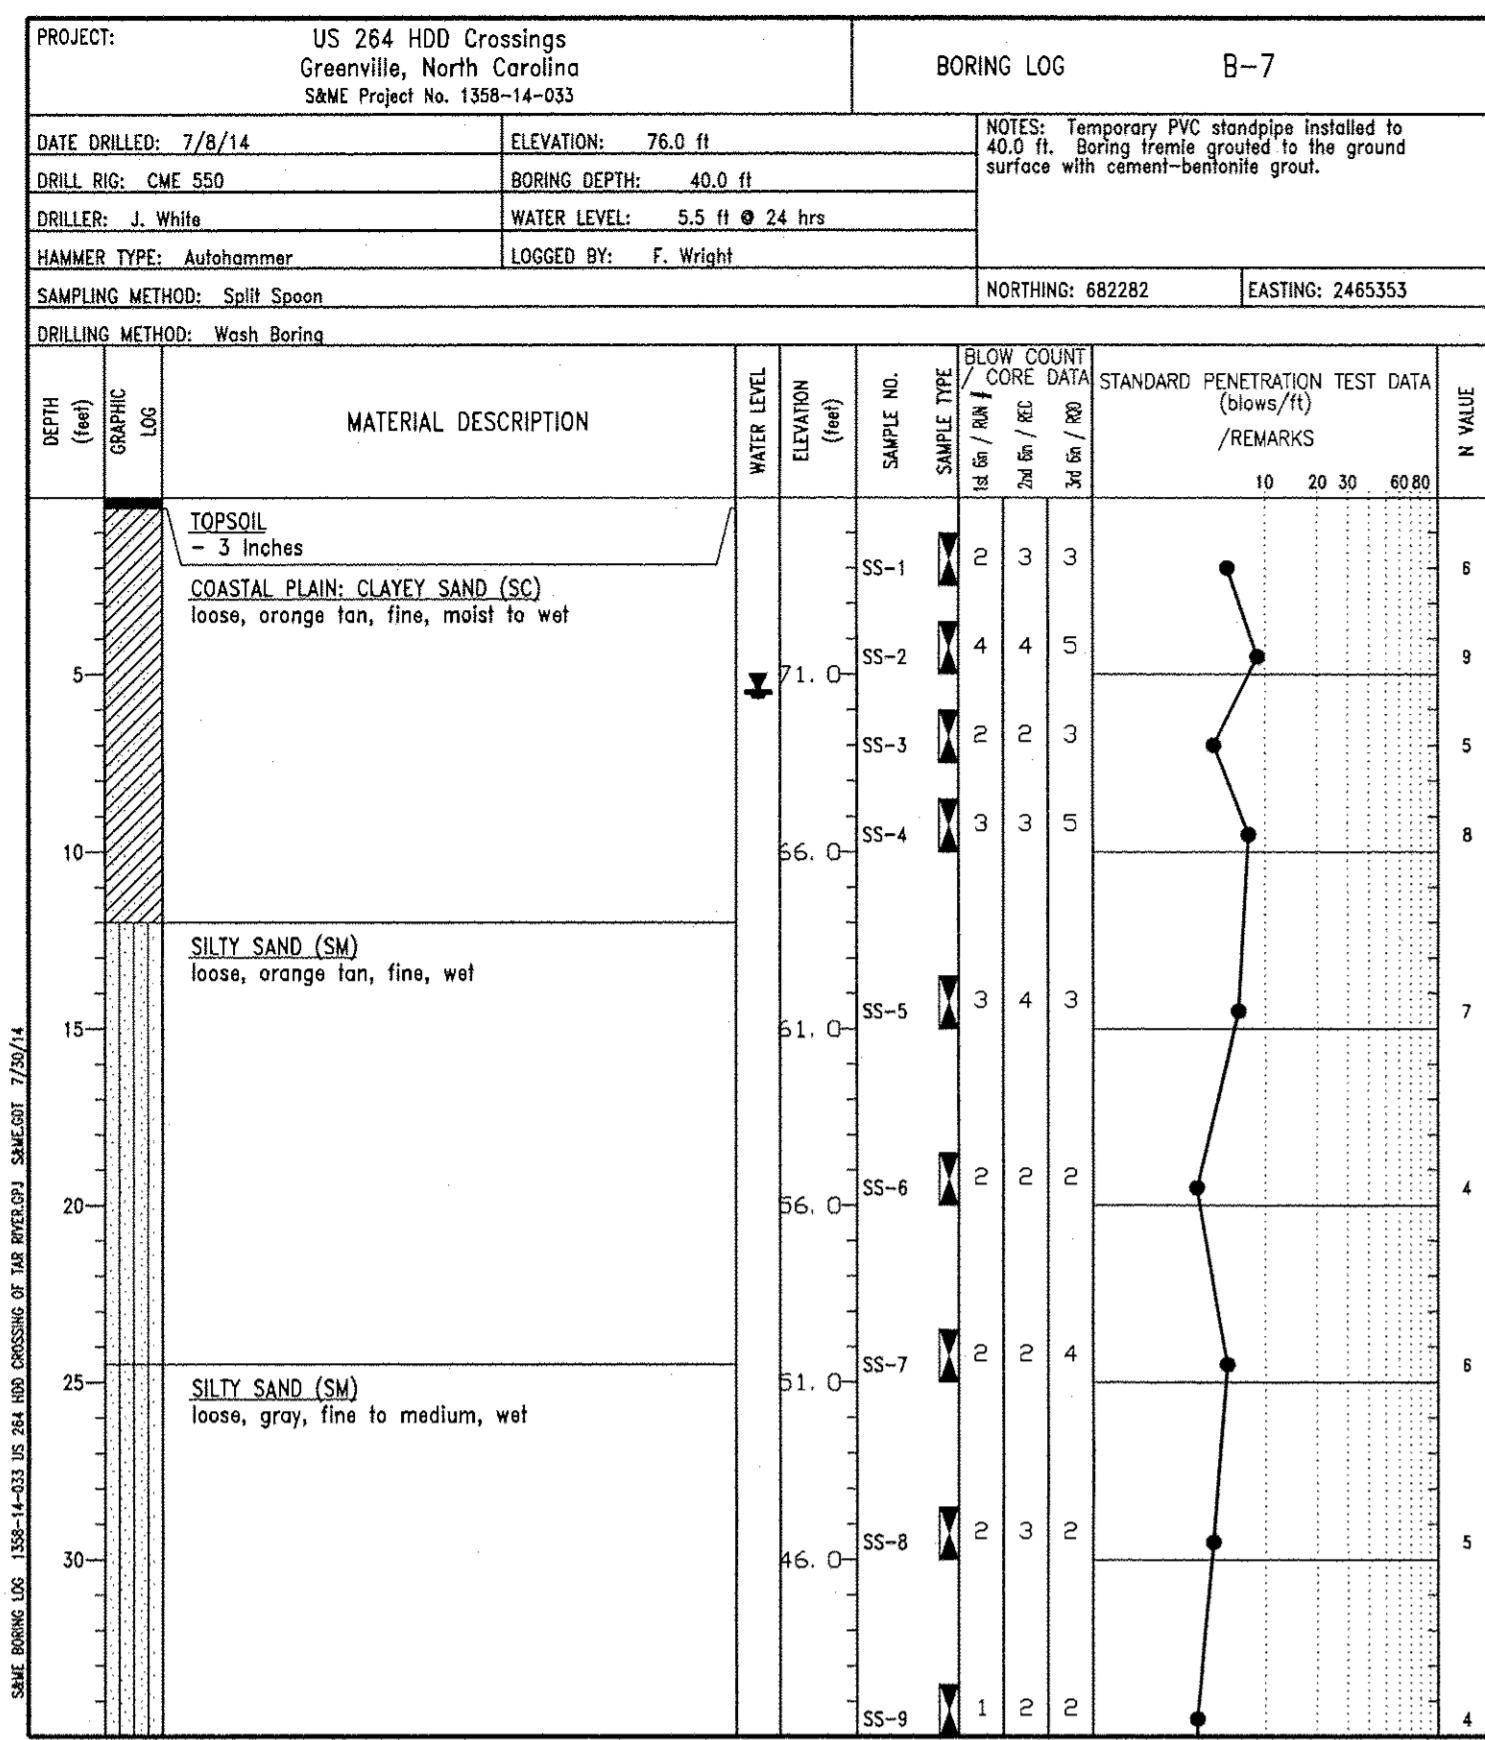 PROJECT:
US 264 HDD Crossings
Greenville, North Carolina
S&ME Project No. 1358-14-033
BORING LOG B-7
DATE DRILLED: 7/8/14
ELEVATION: 76.0 ft
NOTES: Temporary PVC standpipe installed to
40.0 ft. Boring tremie grouted to the ground
surface with cement-bentonite grout.
DRILL RIG: CME 550
BORING DEPTH: 40.0 ft
DRILLER: J. White
WATER LEVEL: 5.5 ft @ 24 hrs
HAMMER TYPE: Autohammer
LOGGED BY: F. Wright
SAMPLING METHOD: Split Spoon
NORTHING: 682282
EASTING: 2465353
DRILLING METHOD: Wash Boring
DEPTH
(feet)
GRAPHIC
LOG
MATERIAL DESCRIPTION
WATER LEVEL
ELEVATION
(feet)
SAMPLE NO.
SAMPLE TYPE
BLOW COUNT
/ CORE DATA
1st 6in / RUN #
2nd 6in / REC
3rd 6in / RQD
STANDARD PENETRATION TEST DATA
(blows/ft)
/REMARKS
10 20 30 60 80
N VALUE
TOPSOIL
- 3 Inches
SS-1 2 3 3 6
COASTAL PLAIN: CLAYEY SAND (SC)
loose, orange tan, fine, moist to wet
SS-2 4 4 5 9
5 71.0
SS-3 2 2 3 5
SS-4 3 3 5 8
10 66.0
SILTY SAND (SM)
loose, orange tan, fine, wet
SS-5 3 4 3 7
15 61.0
SS-6 2 2 2 4
20 56.0
SS-7 2 2 4 6
25 51.0
SILTY SAND (SM)
loose, gray, fine to medium, wet
SS-8 2 3 2 5
30 46.0
SS-9 1 2 2 4
S&ME BORING LOG 1358-14-033 US 264 HDD CROSSING OF TAR RIVER.GPJ S&ME.GDT 7/30/14